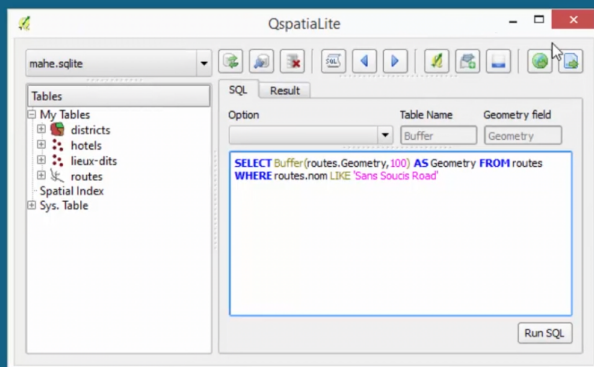 QspatiaLite
mahe.sqlite
SQL
SQL Result
Tables
My Tables
districts
hotels
lieux-dits
routes
Spatial Index
Sys. Table
Option Table Name Geometry field
Buffer Geometry
SELECT Buffer(routes.Geometry,100) AS Geometry FROM routes
WHERE routes.nom LIKE 'Sans Soucis Road'
Run SQL